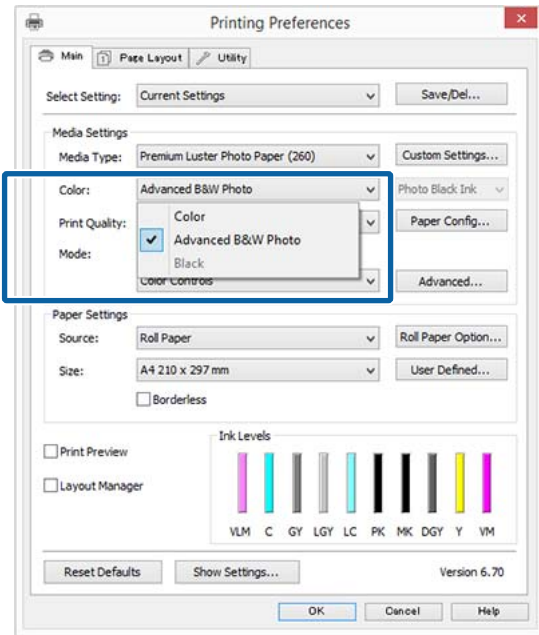 Printing Preferences
Main Page Layout Utility
Select Setting: Current Settings Save/Del...
Media Settings
Media Type: Premium Luster Photo Paper (260) Custom Settings...
Color: Advanced B&W Photo Photo Black Ink
Print Quality: Color Paper Config...
Advanced B&W Photo
Mode: Black
Color Controls Advanced...
Paper Settings
Source: Roll Paper Roll Paper Option...
Size: A4 210 x 297 mm User Defined...
Borderless
Ink Levels
Print Preview
Layout Manager
VLM C GY LGY LC PK MK DGY Y VM
Reset Defaults Show Settings... Version 6.70
OK Cancel Help